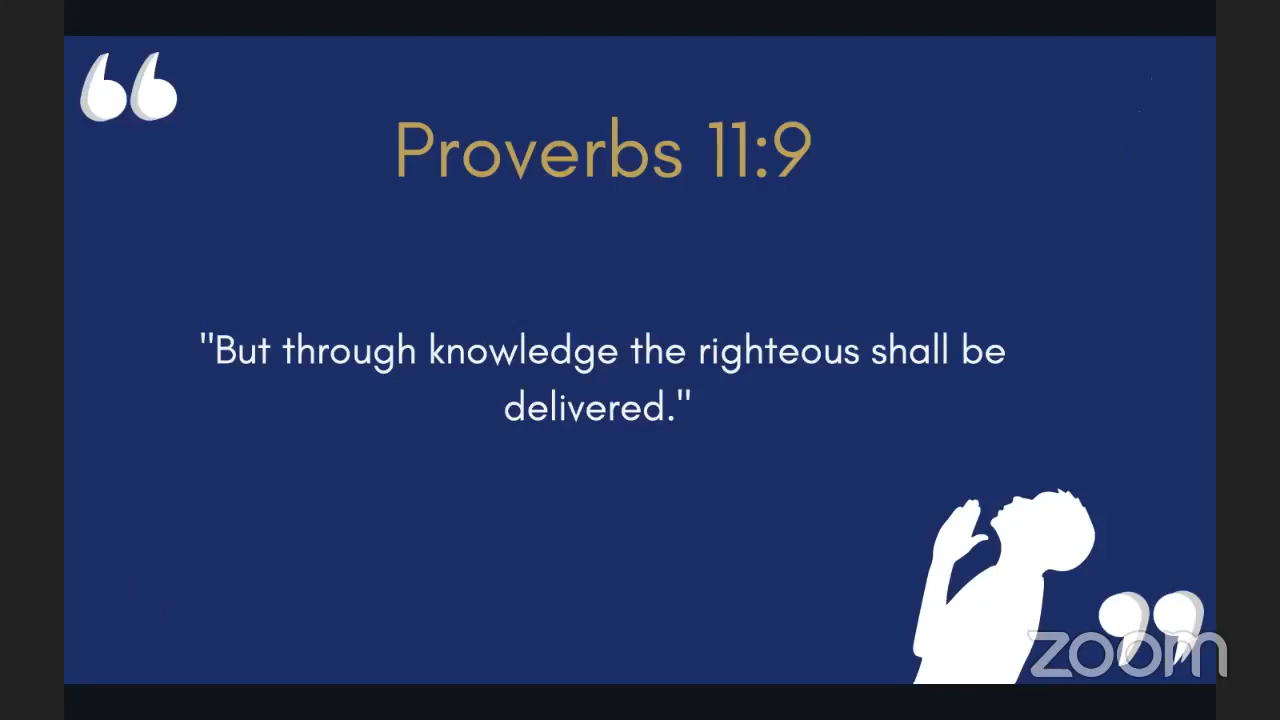 Proverbs 11:9
"But through knowledge the righteous shall be
delivered."
zoom